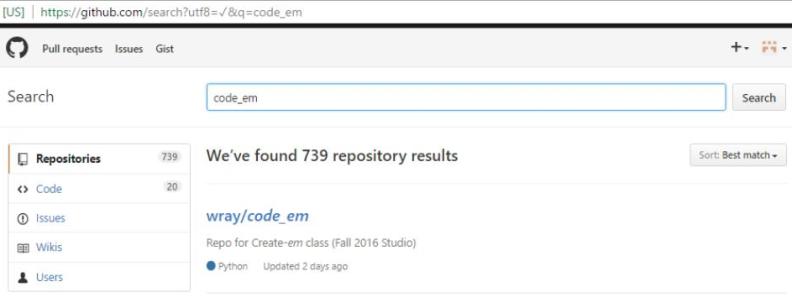 [US] https://github.com/search?utf8=✓&q=code_em
Pull requests Issues Gist
Search code_em Search
Repositories 739
Code 20
Issues
Wikis
Users
We've found 739 repository results Sort: Best match
wray/code_em
Repo for Create-em class (Fall 2016 Studio)
Python Updated 2 days ago